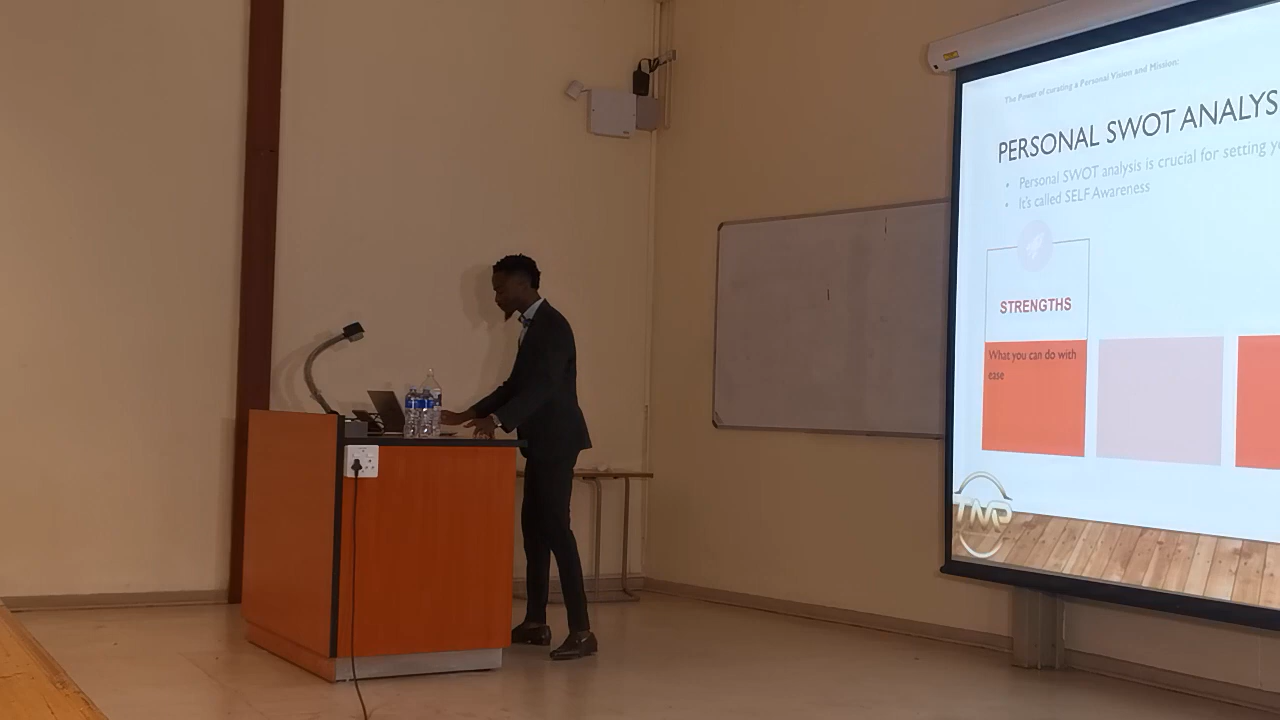 The Power of curating a Personal Vision and Mission:
PERSONAL SWOT ANALYS
• Personal SWOT analysis is crucial for setting y
• It's called SELF Awareness
STRENGTHS
What you can do with
ease
TMP